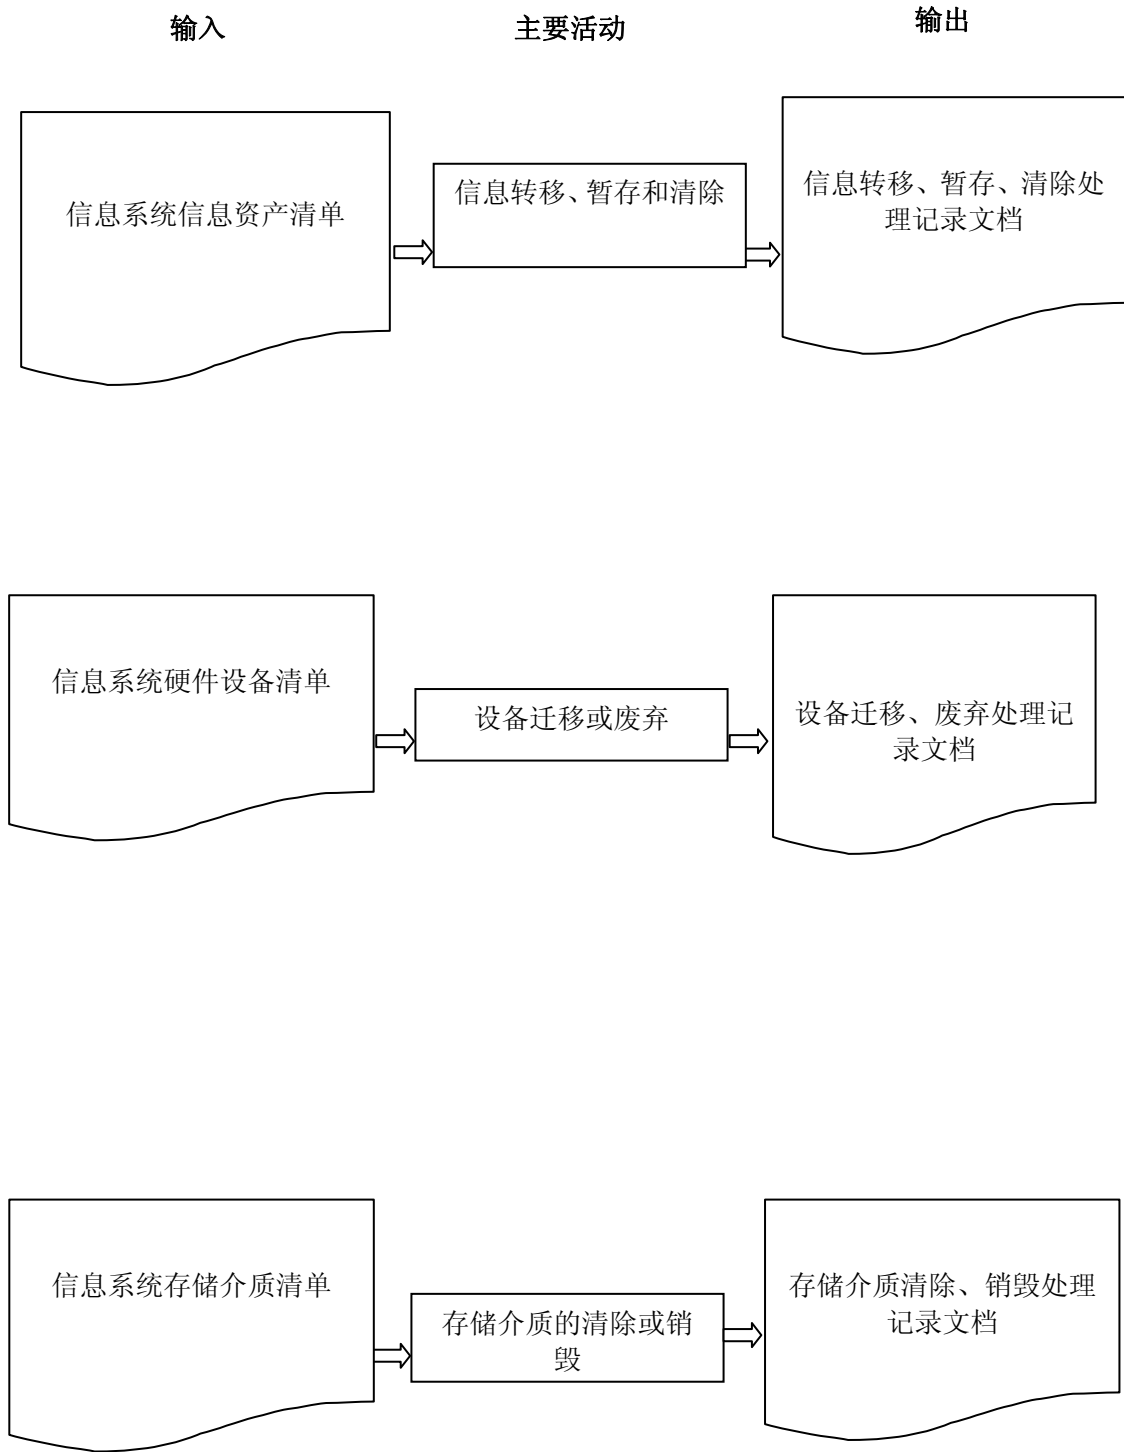 输入
主要活动
输出
信息系统信息资产清单
信息转移、暂存和清除
信息转移、暂存、清除处
理记录文档
信息系统硬件设备清单
设备迁移或废弃
设备迁移、废弃处理记
录文档
信息系统存储介质清单
存储介质的清除或销
毁
存储介质清除、销毁处理
记录文档